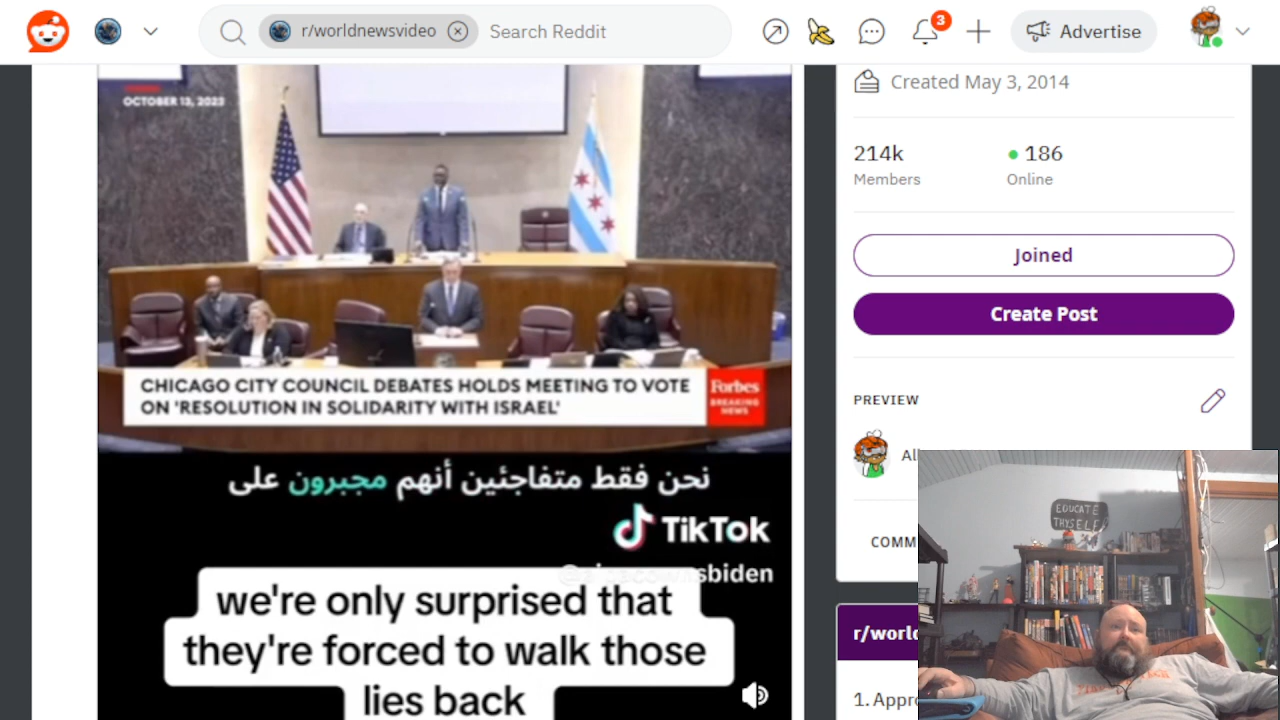 r/worldnewsvideo
Search Reddit
3
Advertise
OCTOBER 13, 2023
CHICAGO CITY COUNCIL DEBATES HOLDS MEETING TO VOTE
ON 'RESOLUTION IN SOLIDARITY WITH ISRAEL'
Forbes
BREAKING
NEWS
نحن فقط متفاجئين أنهم مجبرون على
TikTok
we're only surprised that
they're forced to walk those
lies back
Created May 3, 2014
214k
186
Members
Online
Joined
Create Post
PREVIEW
Al
COMM
r/worl
1. Appr
EDUCATE
THYSELF